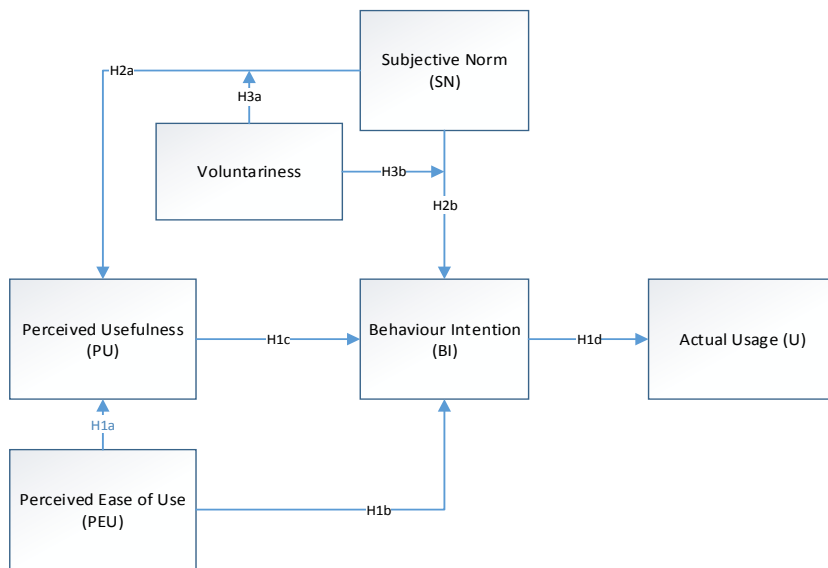 Subjective Norm
(SN)
H2a
H3a
Voluntariness
H3b
H2b
Perceived Usefulness
(PU)
H1c
Behaviour Intention
(BI)
H1d
Actual Usage (U)
H1a
Perceived Ease of Use
(PEU)
H1b